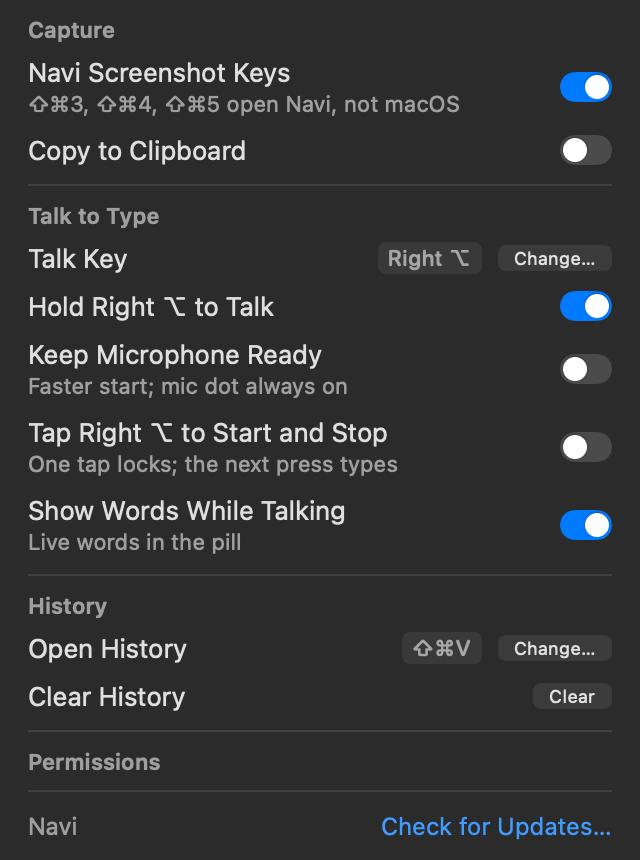 Capture
Navi Screenshot Keys
⇧⌘3, ⇧⌘4, ⇧⌘5 open Navi, not macOS
Copy to Clipboard
Talk to Type
Talk Key Right ⌥ Change...
Hold Right ⌥ to Talk
Keep Microphone Ready
Faster start; mic dot always on
Tap Right ⌥ to Start and Stop
One tap locks; the next press types
Show Words While Talking
Live words in the pill
History
Open History ⇧⌘V Change...
Clear History Clear
Permissions
Navi Check for Updates...